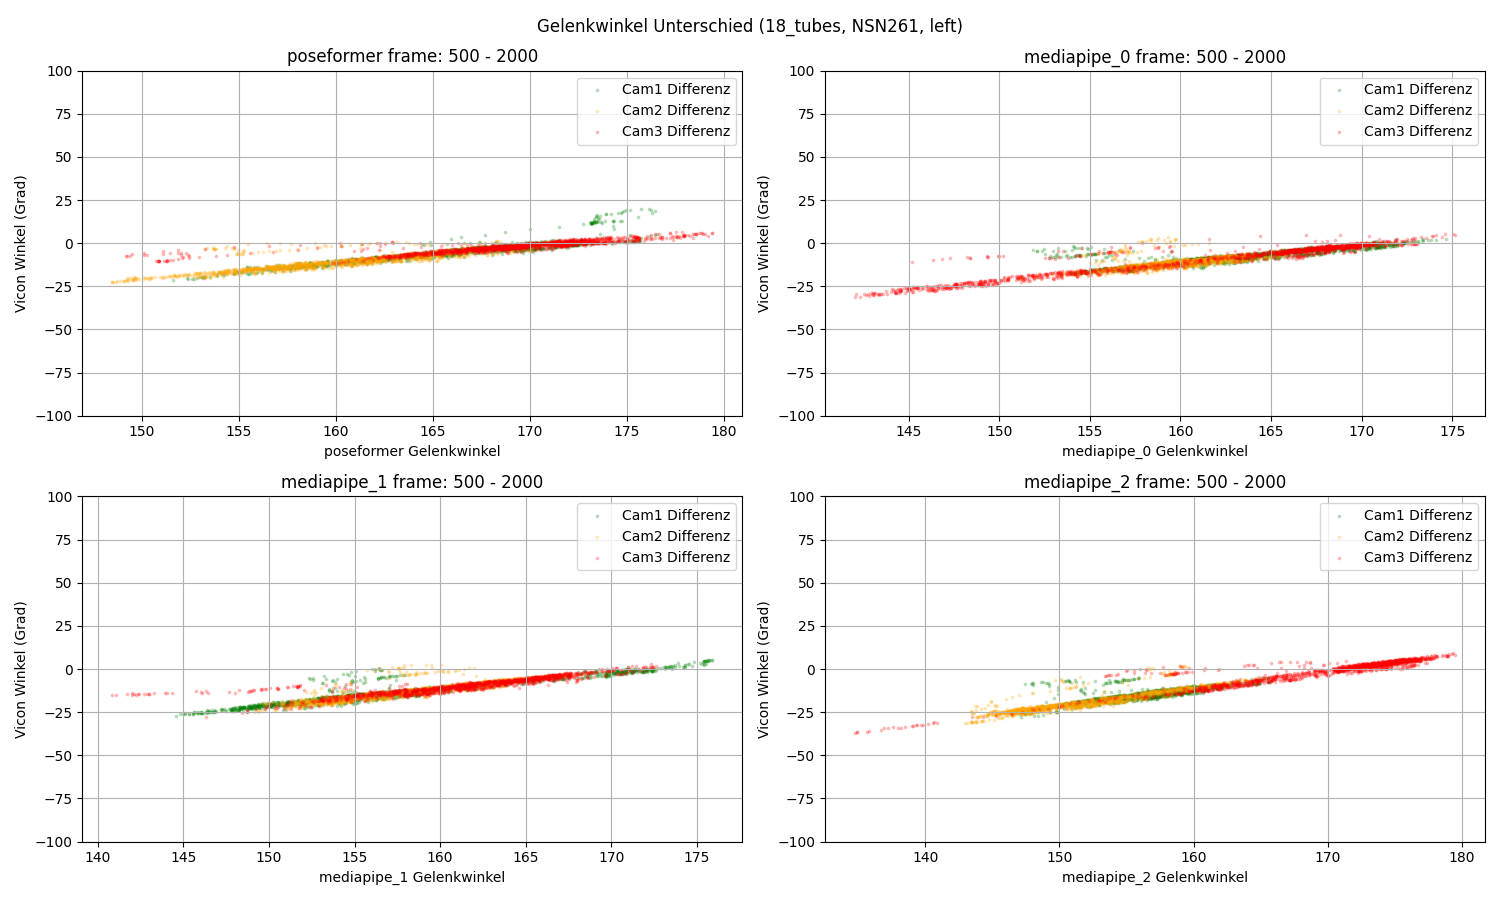 Gelenkwinkel Unterschied (18_tubes, NSN261, left)
poseformer frame: 500 - 2000
100
75
50
25
0
−25
−50
−75
−100
Vicon Winkel (Grad)
Cam1 Differenz
Cam2 Differenz
Cam3 Differenz
150 155 160 165 170 175 180
poseformer Gelenkwinkel
mediapipe_0 frame: 500 - 2000
100
75
50
25
0
−25
−50
−75
−100
Vicon Winkel (Grad)
Cam1 Differenz
Cam2 Differenz
Cam3 Differenz
145 150 155 160 165 170 175
mediapipe_0 Gelenkwinkel
mediapipe_1 frame: 500 - 2000
100
75
50
25
0
−25
−50
−75
−100
Vicon Winkel (Grad)
Cam1 Differenz
Cam2 Differenz
Cam3 Differenz
140 145 150 155 160 165 170 175
mediapipe_1 Gelenkwinkel
mediapipe_2 frame: 500 - 2000
100
75
50
25
0
−25
−50
−75
−100
Vicon Winkel (Grad)
Cam1 Differenz
Cam2 Differenz
Cam3 Differenz
140 150 160 170 180
mediapipe_2 Gelenkwinkel